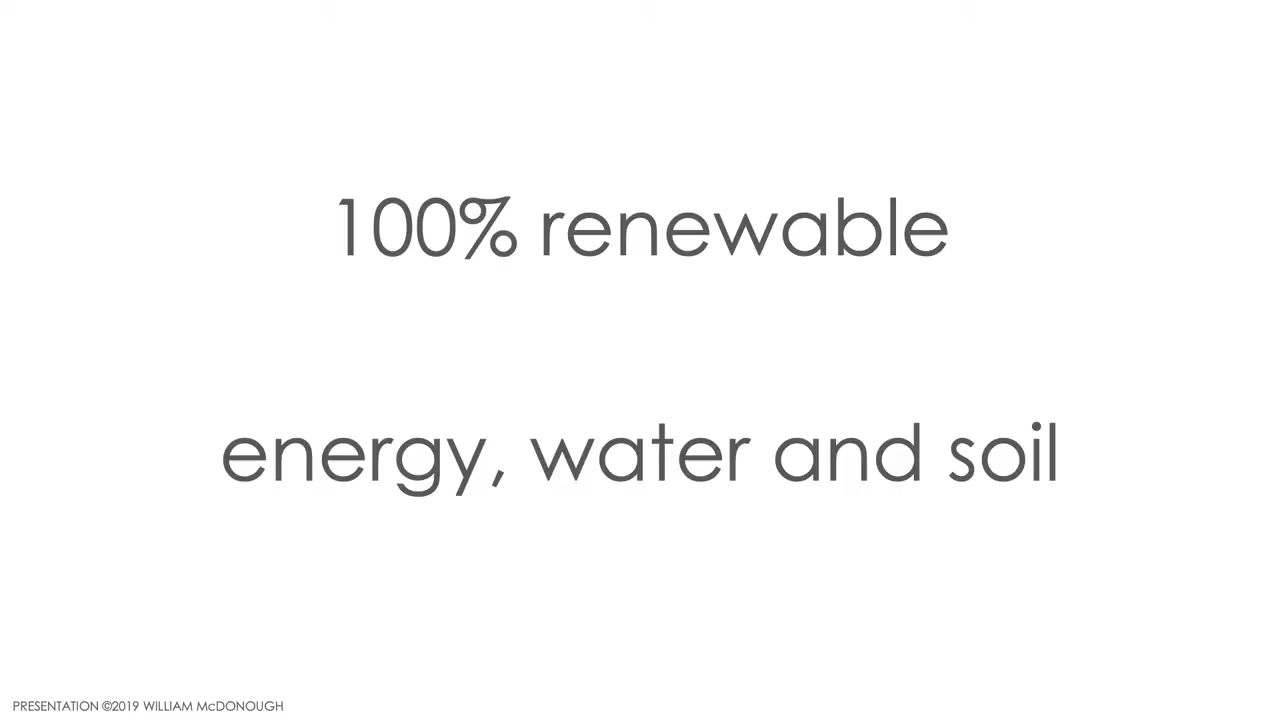 100% renewable
energy, water and soil
PRESENTATION ©2019 WILLIAM McDONOUGH